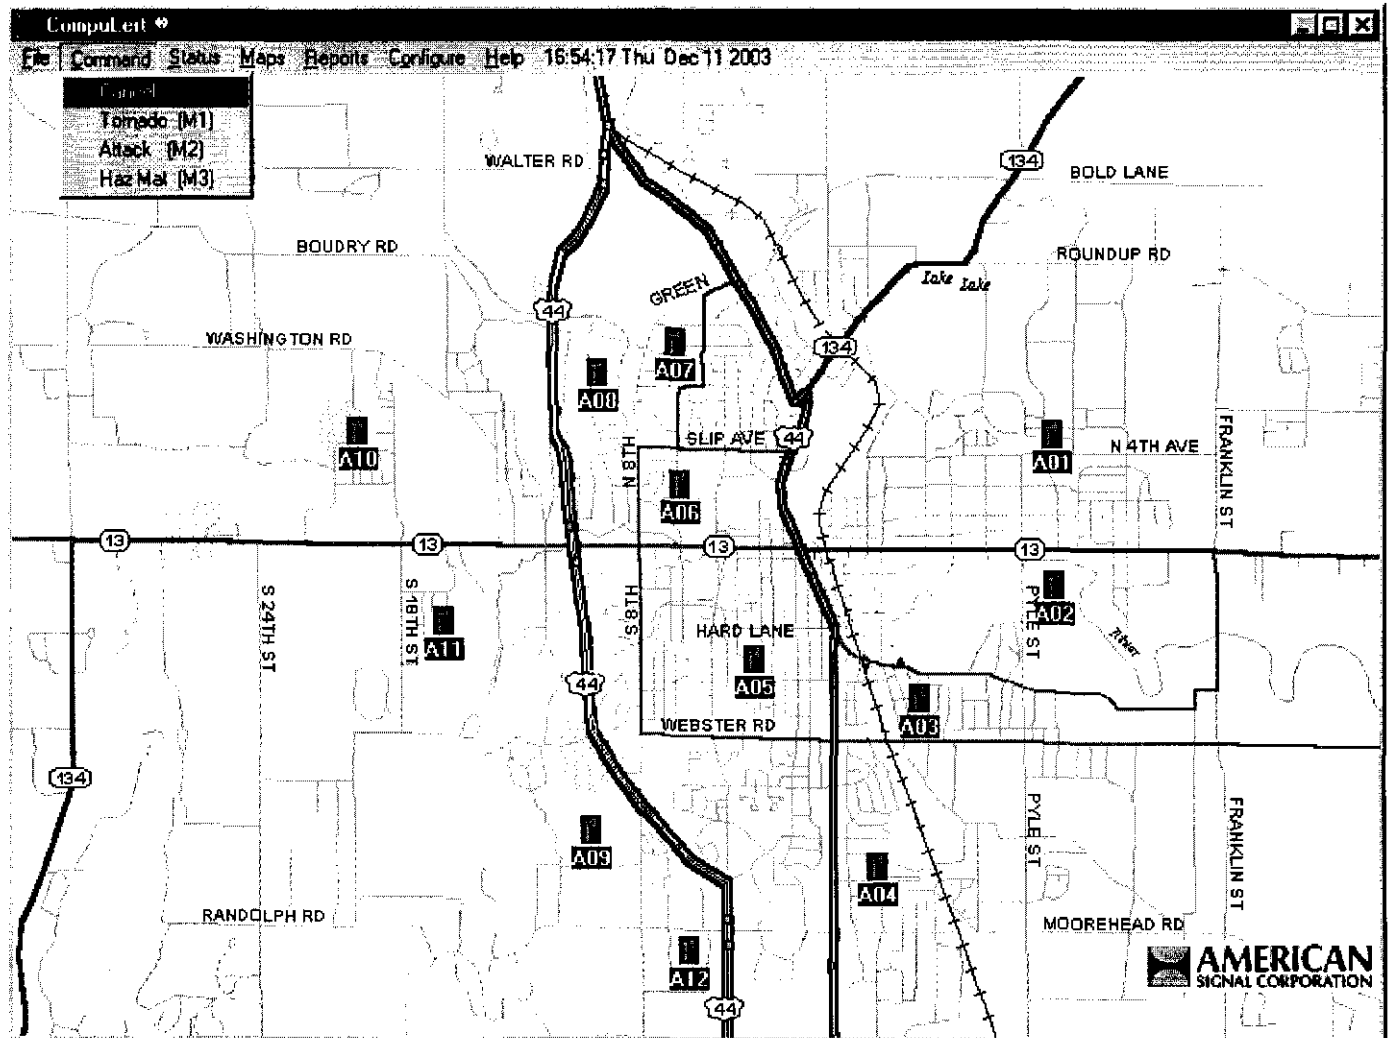 CompuLert
File Command Status Maps Reports Configure Help 16:54:17 Thu Dec 11 2003
Cancel
Tornado (M1)
Attack (M2)
Haz Mat (M3)
WALTER RD
134
BOLD LANE
BOUDRY RD
ROUNDUP RD
Lake Lake
GREEN
44
WASHINGTON RD
134
A07
A08
SLIP AVE
44
N 4TH AVE
A10
A01
N 8TH
FRANKLIN ST
A06
13
13
13
13
S 24TH ST
S 18TH ST
S 8TH
A02
PYLE ST
HARD LANE
River
A11
A05
44
A03
WEBSTER RD
134
PYLE ST
FRANKLIN ST
A09
A04
RANDOLPH RD
MOOREHEAD RD
A12
44
AMERICAN
SIGNAL CORPORATION